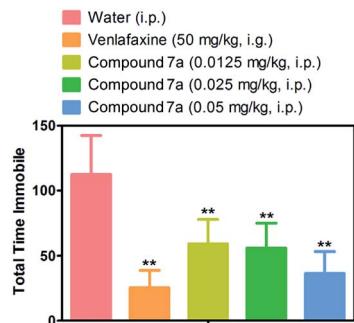 Water (i.p.)
Venlafaxine (50 mg/kg, i.g.)
Compound 7a (0.0125 mg/kg, i.p.)
Compound 7a (0.025 mg/kg, i.p.)
Compound 7a (0.05 mg/kg, i.p.)
Total Time Immobile
150
100
50
0
**
**
**
**